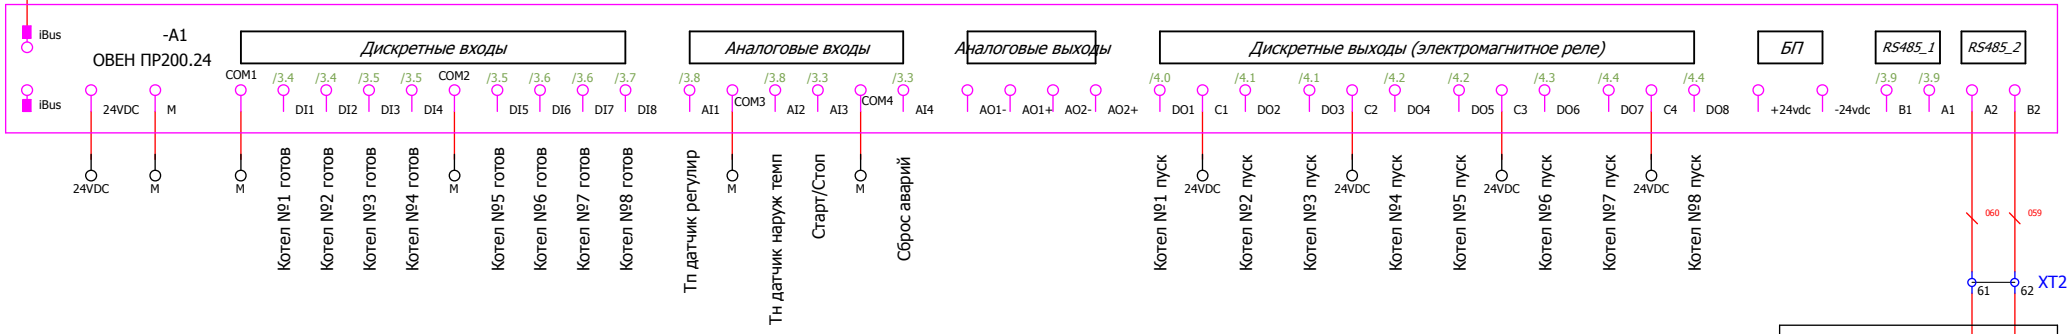 iBus
-A1
ОВЕН ПР200.24
Дискретные входы
Аналоговые входы
Аналоговые выходы
Дискретные выходы (электромагнитное реле)
БП
RS485_1
RS485_2
COM1 /3.4 /3.4 /3.5 /3.5 COM2 /3.5 /3.6 /3.6 /3.7 /3.8 /3.8 /3.3 /3.3 /4.0 /4.1 /4.1 /4.2 /4.2 /4.3 /4.4 /4.4 /3.9 /3.9
iBus 24VDC M DI1 DI2 DI3 DI4 DI5 DI6 DI7 DI8 AI1 COM3 AI2 AI3 COM4 AI4 AO1- AO1+ AO2- AO2+ DO1 C1 DO2 DO3 C2 DO4 DO5 C3 DO6 DO7 C4 DO8 +24vdc -24vdc B1 A1 A2 B2
24VDC M M M M M 24VDC 24VDC 24VDC 24VDC
Котел №1 готов
Котел №2 готов
Котел №3 готов
Котел №4 готов
Котел №5 готов
Котел №6 готов
Котел №7 готов
Котел №8 готов
Тп датчик регулир
Тн датчик наруж темп
Старт/Стоп
Сброс аварий
Котел №1 пуск
Котел №2 пуск
Котел №3 пуск
Котел №4 пуск
Котел №5 пуск
Котел №6 пуск
Котел №7 пуск
Котел №8 пуск
060 059
61 62 XT2